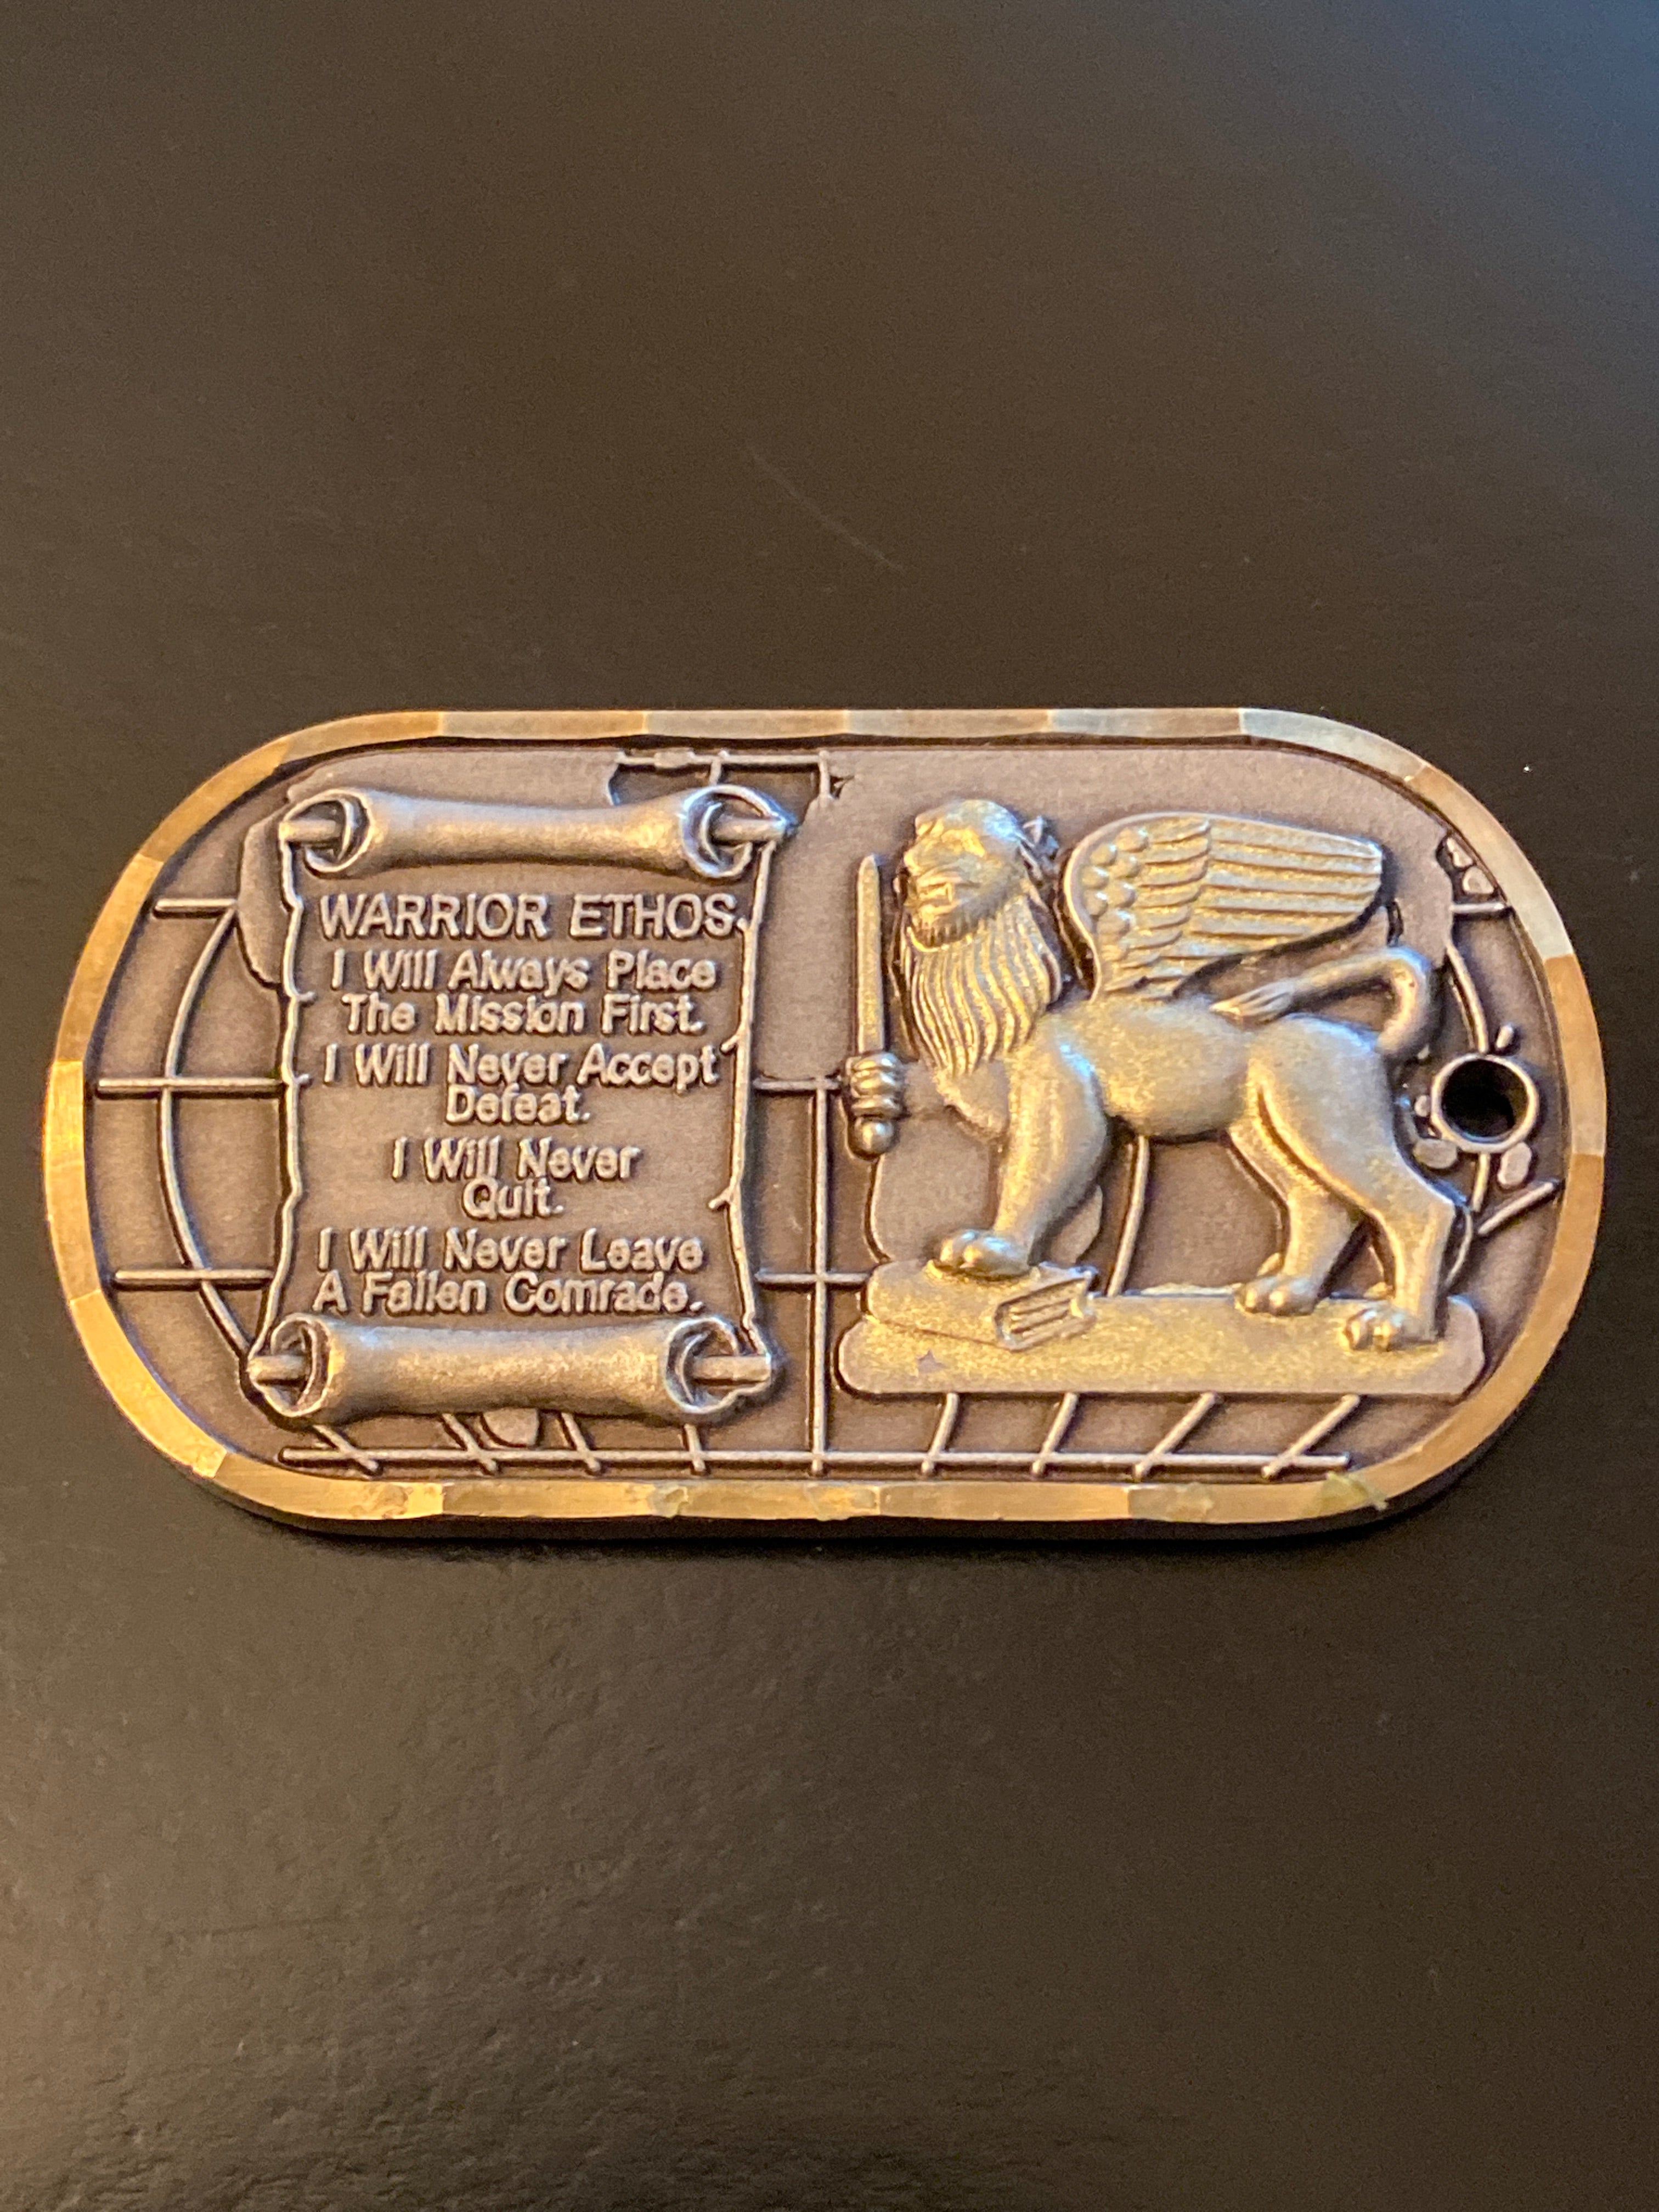 WARRIOR ETHOS.
I Will Always Place
The Mission First.
I Will Never Accept
Defeat.
I Will Never
Quit.
I Will Never Leave
A Fallen Comrade.